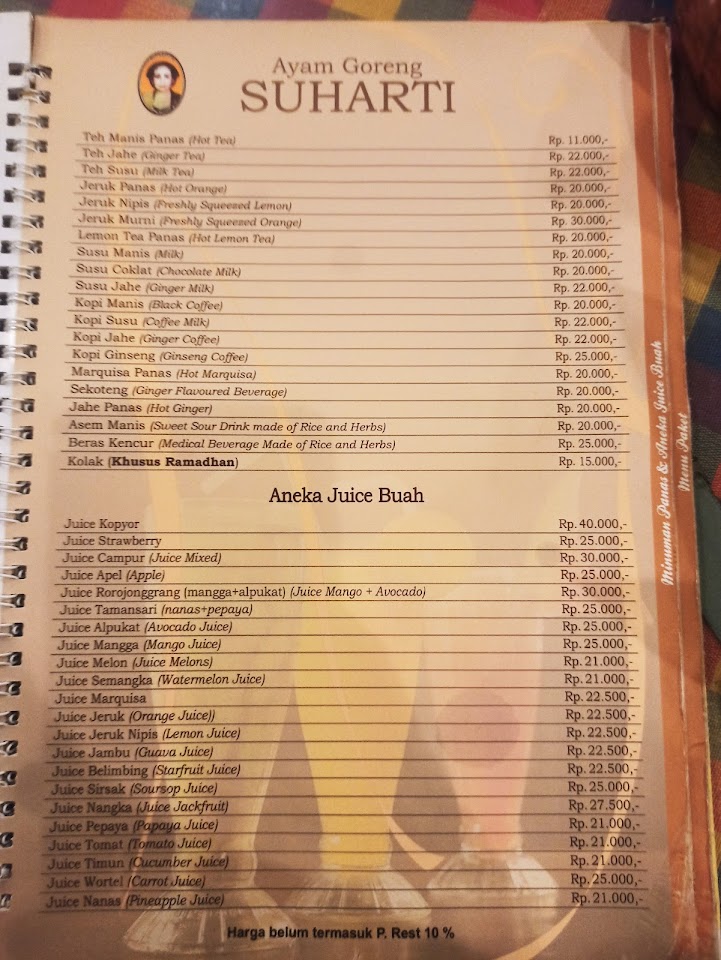 Ayam Goreng
SUHARTI
Teh Manis Panas (Hot Tea) Rp. 11.000,-
Teh Jahe (Ginger Tea) Rp. 22.000,-
Teh Susu (Milk Tea) Rp. 22.000,-
Jeruk Panas (Hot Orange) Rp. 20.000,-
Jeruk Nipis (Freshly Squeezed Lemon) Rp. 20.000,-
Jeruk Murni (Freshly Squeezed Orange) Rp. 30.000,-
Lemon Tea Panas (Hot Lemon Tea) Rp. 20.000,-
Susu Manis (Milk) Rp. 20.000,-
Susu Coklat (Chocolate Milk) Rp. 20.000,-
Susu Jahe (Ginger Milk) Rp. 22.000,-
Kopi Manis (Black Coffee) Rp. 20.000,-
Kopi Susu (Coffee Milk) Rp. 22.000,-
Kopi Jahe (Ginger Coffee) Rp. 22.000,-
Kopi Ginseng (Ginseng Coffee) Rp. 25.000,-
Marquisa Panas (Hot Marquisa) Rp. 20.000,-
Sekoteng (Ginger Flavoured Beverage) Rp. 20.000,-
Jahe Panas (Hot Ginger) Rp. 20.000,-
Asem Manis (Sweet Sour Drink made of Rice and Herbs) Rp. 20.000,-
Beras Kencur (Medical Beverage Made of Rice and Herbs) Rp. 25.000,-
Kolak (Khusus Ramadhan) Rp. 15.000,-
Aneka Juice Buah
Juice Kopyor Rp. 40.000,-
Juice Strawberry Rp. 25.000,-
Juice Campur (Juice Mixed) Rp. 30.000,-
Juice Apel (Apple) Rp. 25.000,-
Juice Rorojonggrang (mangga+alpukat) (Juice Mango + Avocado) Rp. 30.000,-
Juice Tamansari (nanas+pepaya) Rp. 25.000,-
Juice Alpukat (Avocado Juice) Rp. 25.000,-
Juice Mangga (Mango Juice) Rp. 25.000,-
Juice Melon (Juice Melons) Rp. 21.000,-
Juice Semangka (Watermelon Juice) Rp. 21.000,-
Juice Marquisa Rp. 22.500,-
Juice Jeruk (Orange Juice)) Rp. 22.500,-
Juice Jeruk Nipis (Lemon Juice) Rp. 22.500,-
Juice Jambu (Guava Juice) Rp. 22.500,-
Juice Belimbing (Starfruit Juice) Rp. 22.500,-
Juice Sirsak (Soursop Juice) Rp. 25.000,-
Juice Nangka (Juice Jackfruit) Rp. 27.500,-
Juice Pepaya (Papaya Juice) Rp. 21.000,-
Juice Tomat (Tomato Juice) Rp. 21.000,-
Juice Timun (Cucumber Juice) Rp. 21.000,-
Juice Wortel (Carrot Juice) Rp. 25.000,-
Juice Nanas (Pineapple Juice) Rp. 21.000,-
Harga belum termasuk P. Rest 10 %
Minuman Panas & Aneka Juice Buah
Menu Paket